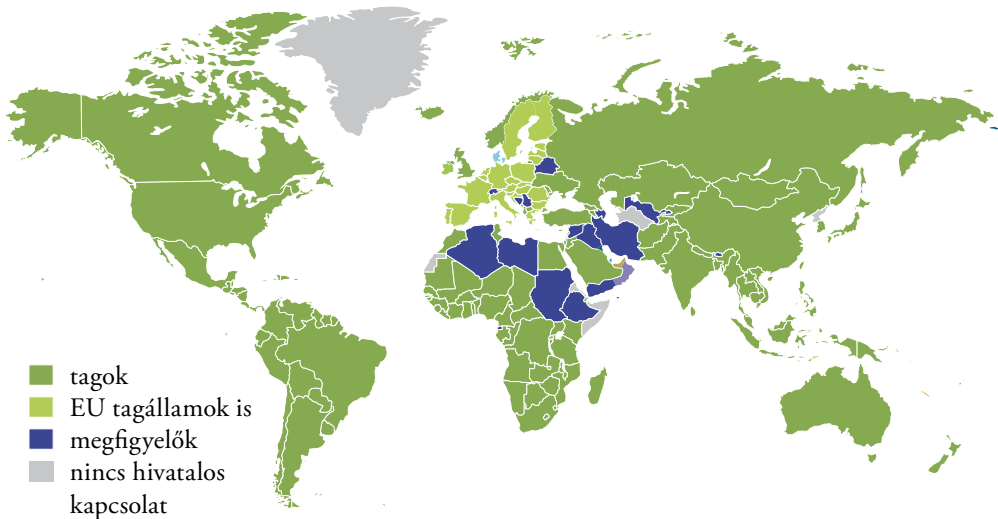 tagok
EU tagállamok is
megfigyelők
nincs hivatalos
kapcsolat